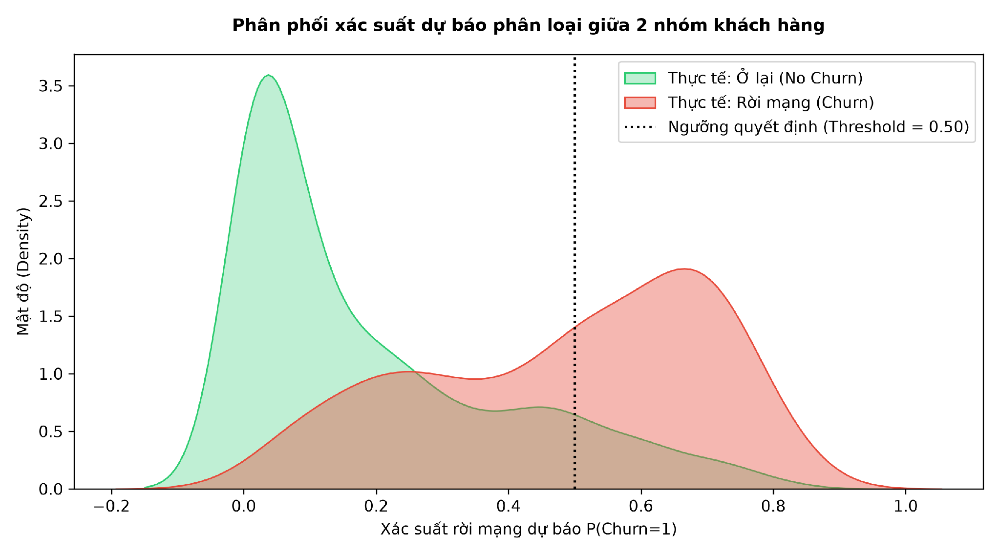 Phân phối xác suất dự báo phân loại giữa 2 nhóm khách hàng
Thực tế: Ở lại (No Churn)
Thực tế: Rời mạng (Churn)
Ngưỡng quyết định (Threshold = 0.50)
Mật độ (Density)
3.5
3.0
2.5
2.0
1.5
1.0
0.5
0.0
−0.2 0.0 0.2 0.4 0.6 0.8 1.0
Xác suất rời mạng dự báo P(Churn=1)